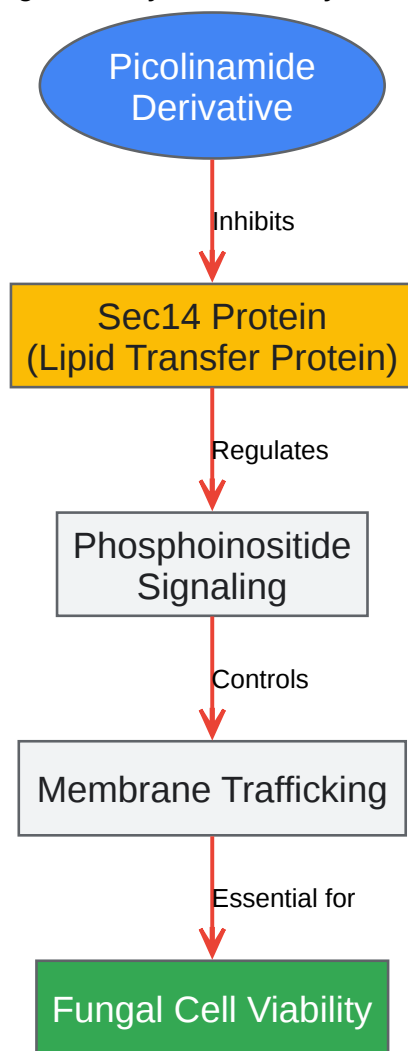 Picolinamide
Derivative
Inhibits
Sec14 Protein
(Lipid Transfer Protein)
Regulates
Phosphoinositide
Signaling
Controls
Membrane Trafficking
Essential for
Fungal Cell Viability